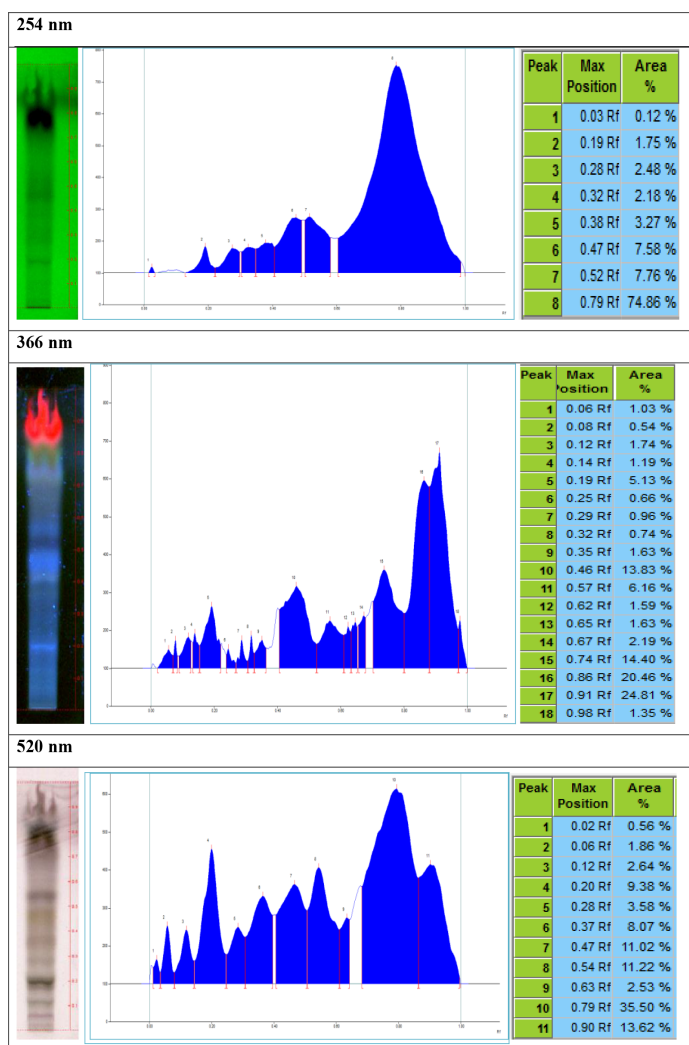 254 nm
Peak Max Position Area %
1 0.03 Rf 0.12 %
2 0.19 Rf 1.75 %
3 0.28 Rf 2.48 %
4 0.32 Rf 2.18 %
5 0.38 Rf 3.27 %
6 0.47 Rf 7.58 %
7 0.52 Rf 7.76 %
8 0.79 Rf 74.86 %
366 nm
Peak Max Position Area %
1 0.06 Rf 1.03 %
2 0.08 Rf 0.54 %
3 0.12 Rf 1.74 %
4 0.14 Rf 1.19 %
5 0.19 Rf 5.13 %
6 0.25 Rf 0.66 %
7 0.29 Rf 0.96 %
8 0.32 Rf 0.74 %
9 0.35 Rf 1.63 %
10 0.46 Rf 13.83 %
11 0.57 Rf 6.16 %
12 0.62 Rf 1.59 %
13 0.65 Rf 1.63 %
14 0.67 Rf 2.19 %
15 0.74 Rf 14.40 %
16 0.86 Rf 20.46 %
17 0.91 Rf 24.81 %
18 0.98 Rf 1.35 %
520 nm
Peak Max Position Area %
1 0.02 Rf 0.56 %
2 0.06 Rf 1.86 %
3 0.12 Rf 2.64 %
4 0.20 Rf 9.38 %
5 0.28 Rf 3.58 %
6 0.37 Rf 8.07 %
7 0.47 Rf 11.02 %
8 0.54 Rf 11.22 %
9 0.63 Rf 2.53 %
10 0.79 Rf 35.50 %
11 0.90 Rf 13.62 %